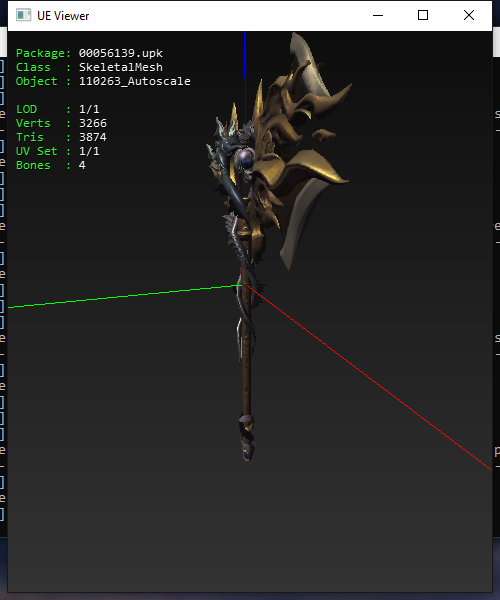 UE Viewer
Package: 00056139.upk
Class : SkeletalMesh
Object : 110263_Autoscale
LOD : 1/1
Verts : 3266
Tris : 3874
UV Set : 1/1
Bones : 4